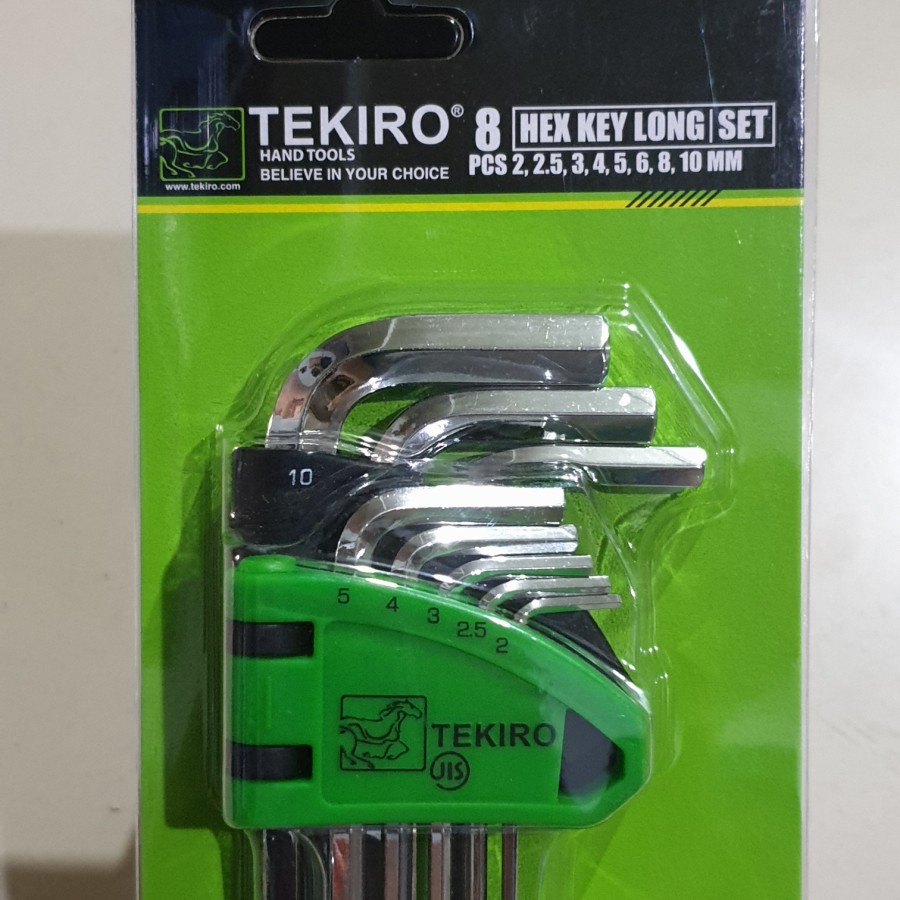 TEKIRO®
HAND TOOLS
BELIEVE IN YOUR CHOICE
www.tekiro.com
8 HEX KEY LONG SET
PCS 2, 2.5, 3, 4, 5, 6, 8, 10 MM
10
5
4
3
2.5
2
TEKIRO
JIS